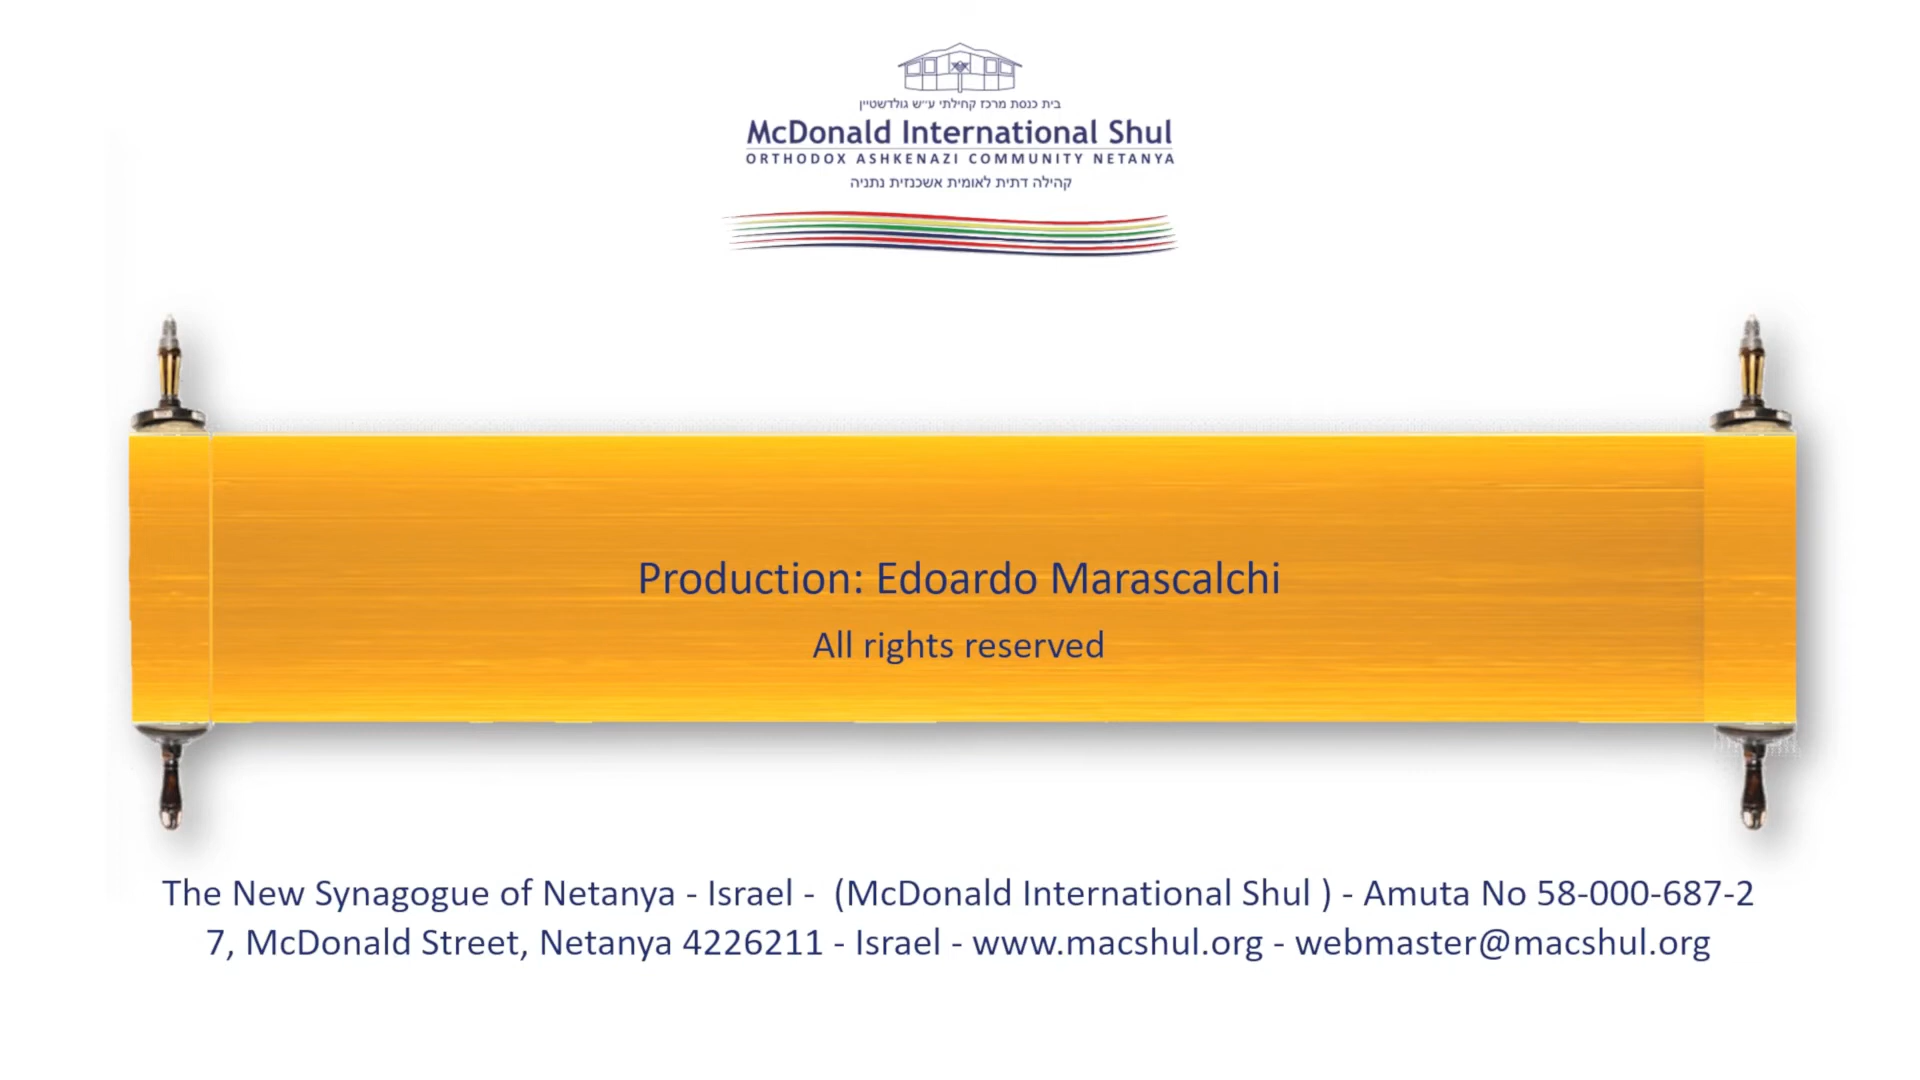 בית כנסת מרכז קהילתי ע״ש גולדשטיין
McDonald International Shul
ORTHODOX ASHKENAZI COMMUNITY NETANYA
קהילה דתית לאומית אשכנזית נתניה
Production: Edoardo Marascalchi
All rights reserved
The New Synagogue of Netanya - Israel -  (McDonald International Shul ) - Amuta No 58-000-687-2
7, McDonald Street, Netanya 4226211 - Israel - www.macshul.org - webmaster@macshul.org